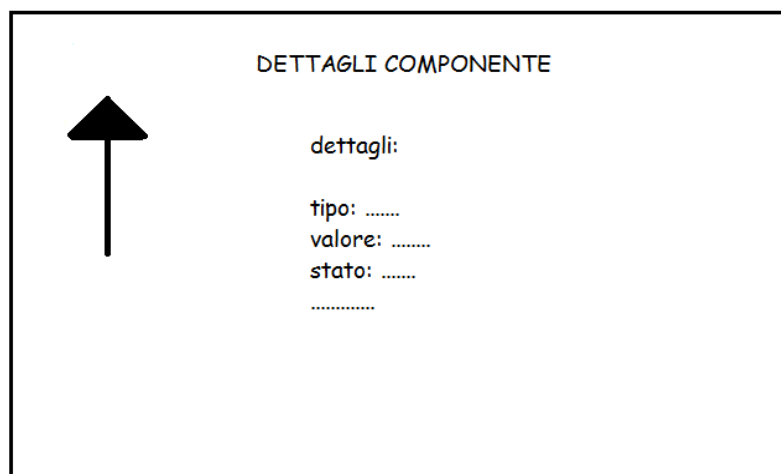 DETTAGLI COMPONENTE
dettagli:
tipo: .......
valore: ........
stato: .......
.............